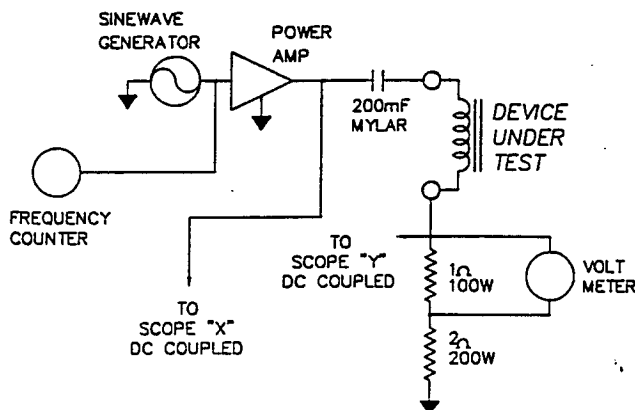 SINEWAVE
GENERATOR
POWER
AMP
200mF
MYLAR
DEVICE
UNDER
TEST
FREQUENCY
COUNTER
TO
SCOPE "X"
DC COUPLED
TO
SCOPE "Y"
DC COUPLED
1Ω
100W
VOLT
METER
2Ω
200W